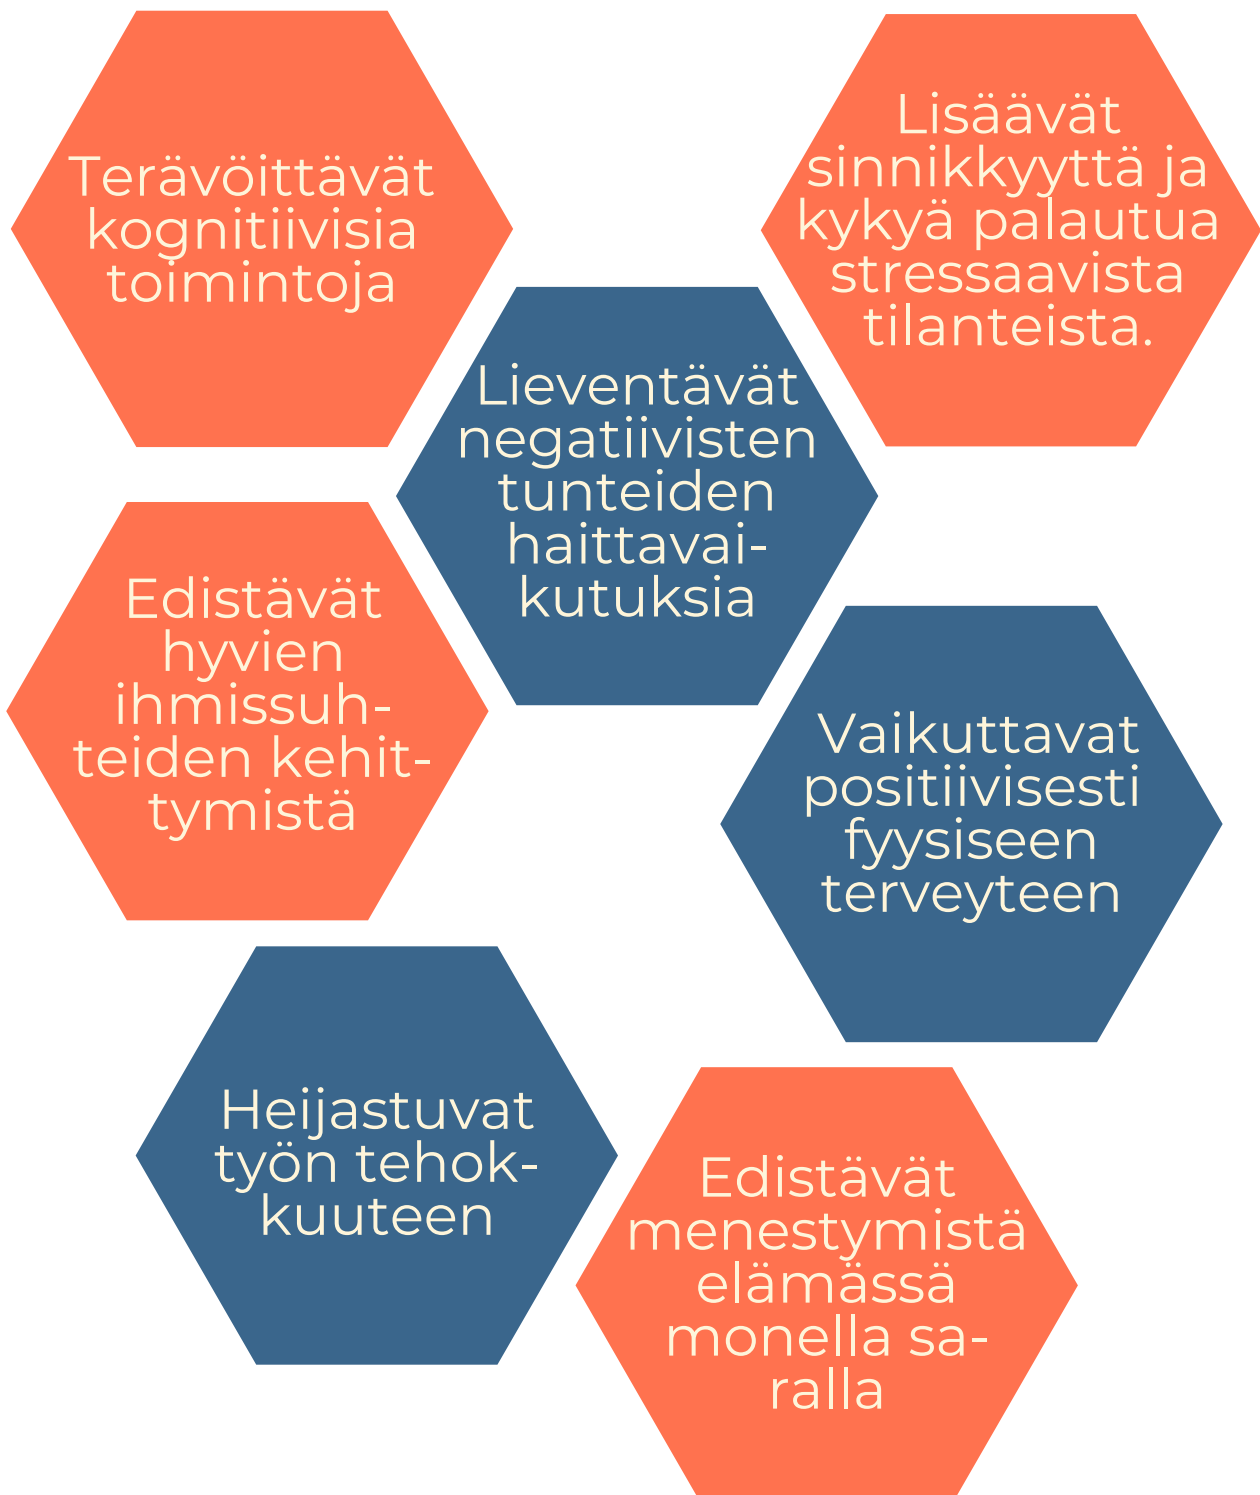 Terävöittävät
kognitiivisia
toimintoja
Lisäävät
sinnikkyyttä ja
kykyä palautua
stressaavista
tilanteista.
Lieventävät
negatiivisten
tunteiden
haittavai-
kutuksia
Edistävät
hyvien
ihmissuh-
teiden kehit-
tymistä
Vaikuttavat
positiivisesti
fyysiseen
terveyteen
Heijastuvat
työn tehok-
kuuteen
Edistävät
menestymistä
elämässä
monella sa-
ralla